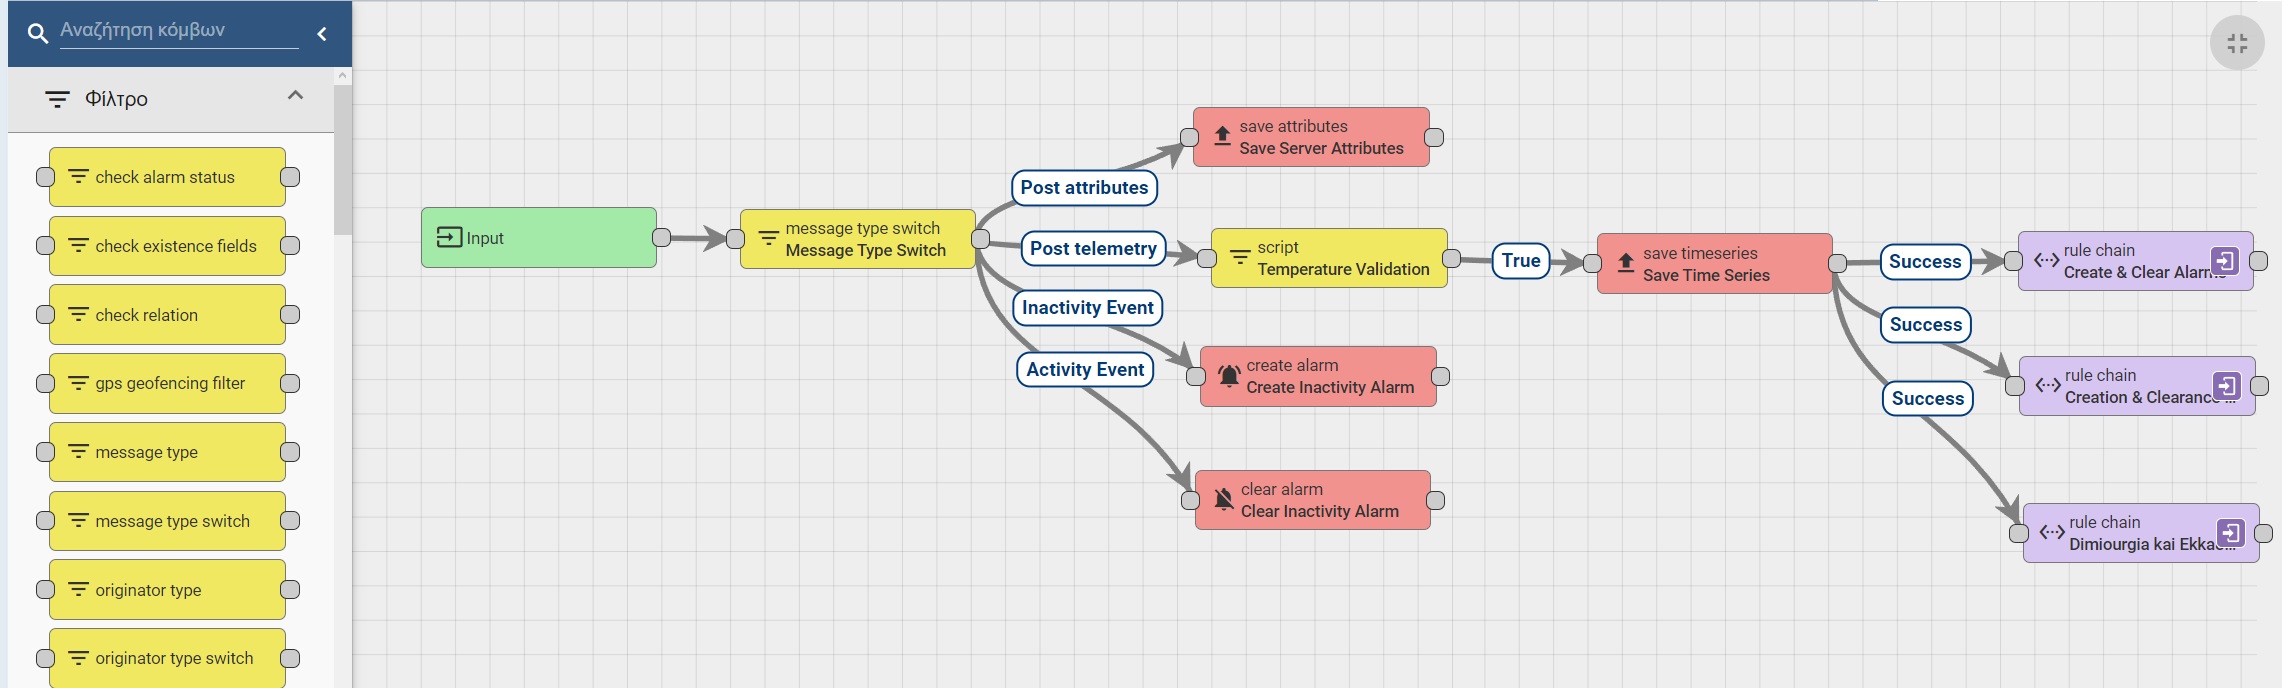 Αναζήτηση κόμβων
Φίλτρο
check alarm status
check existence fields
check relation
gps geofencing filter
message type
message type switch
originator type
originator type switch
Input
message type switch
Message Type Switch
Post attributes
Post telemetry
Inactivity Event
Activity Event
save attributes
Save Server Attributes
script
Temperature Validation
create alarm
Create Inactivity Alarm
clear alarm
Clear Inactivity Alarm
True
save timeseries
Save Time Series
Success
Success
Success
rule chain
Create & Clear Alarms
rule chain
Creation & Clearance ...
rule chain
Dimiourgia kai